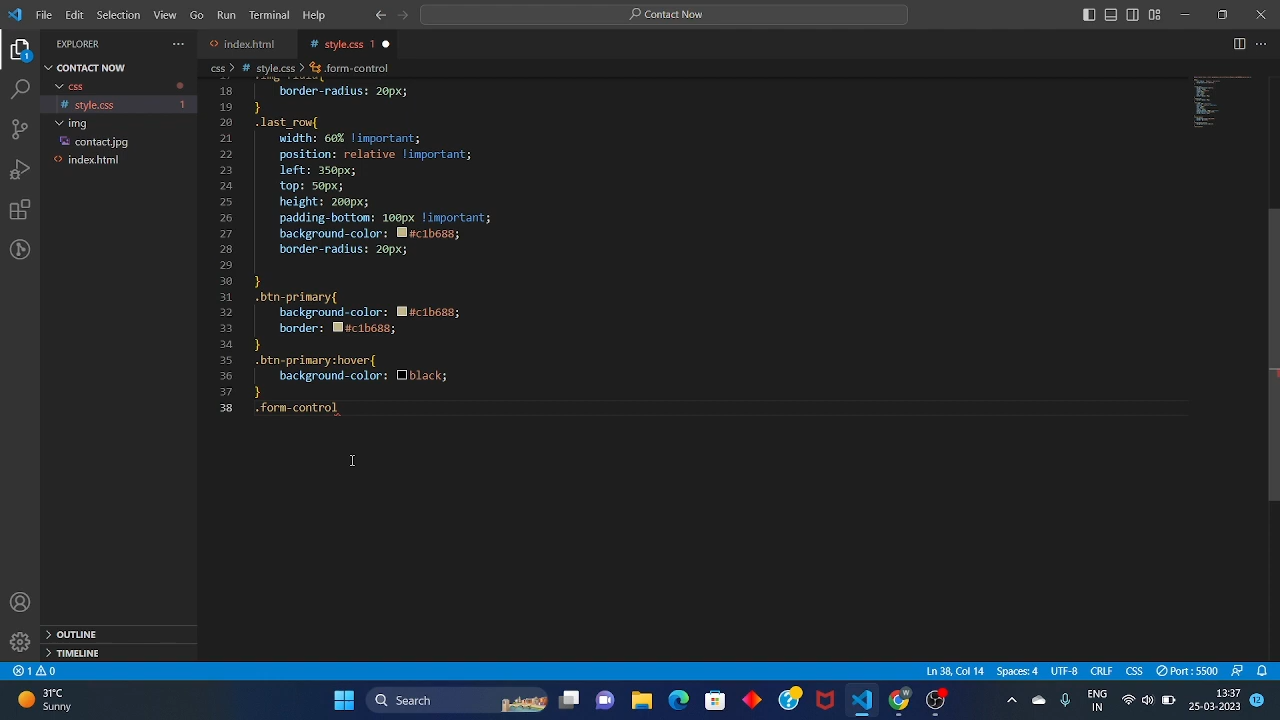 File Edit Selection View Go Run Terminal Help
Contact Now
EXPLORER
index.html
# style.css 1
CONTACT NOW
css > # style.css > .form-control
css
# style.css 1
img
contact.jpg
index.html
18 border-radius: 20px;
19 }
20 .last_row{
21 width: 60% !important;
22 position: relative !important;
23 left: 350px;
24 top: 50px;
25 height: 200px;
26 padding-bottom: 100px !important;
27 background-color: #c1b688;
28 border-radius: 20px;
29
30 }
31 .btn-primary{
32 background-color: #c1b688;
33 border: #c1b688;
34 }
35 .btn-primary:hover{
36 background-color: black;
37 }
38 .form-control
1
OUTLINE
TIMELINE
1 0
Ln 38, Col 14 Spaces: 4 UTF-8 CRLF CSS Port : 5500
31°C
Sunny
Search
ENG
IN
13:37
25-03-2023
12